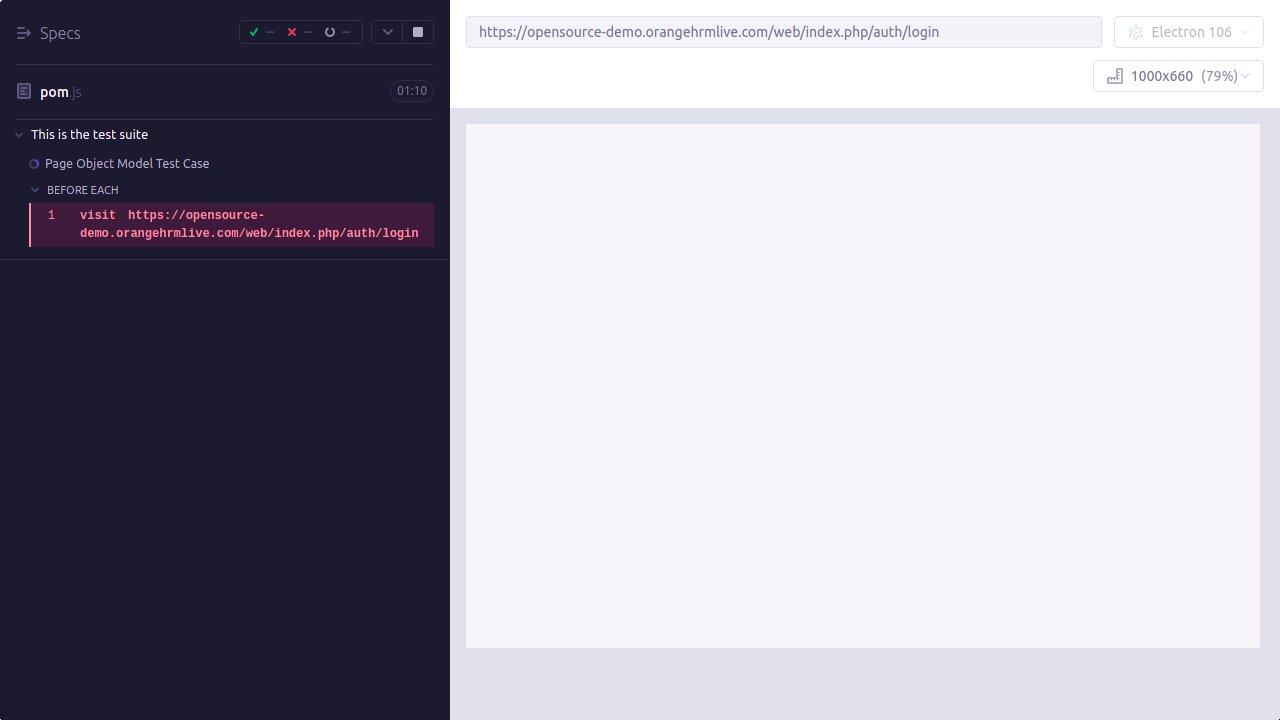 Specs
--
--
--
pom.js
01:10
This is the test suite
Page Object Model Test Case
BEFORE EACH
1 visit https://opensource-
demo.orangehrmlive.com/web/index.php/auth/login
https://opensource-demo.orangehrmlive.com/web/index.php/auth/login
Electron 106
1000x660 (79%)